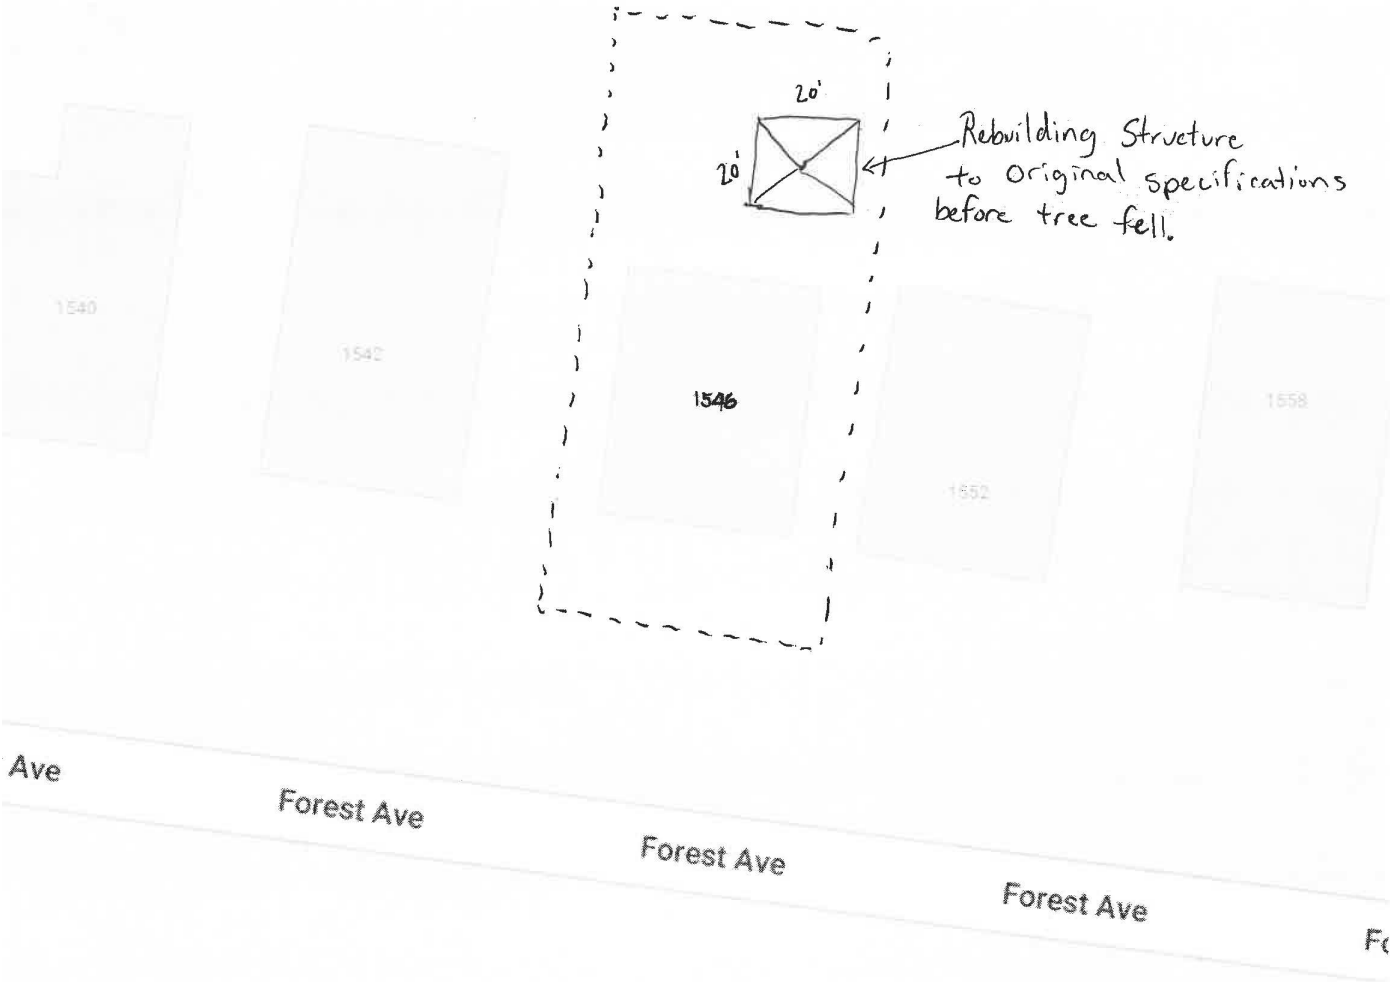 20'
20'
Rebuilding Structure
to original specifications
before tree fell.
1540
1542
1546
1552
1558
Ave
Forest Ave
Forest Ave
Forest Ave
Fo